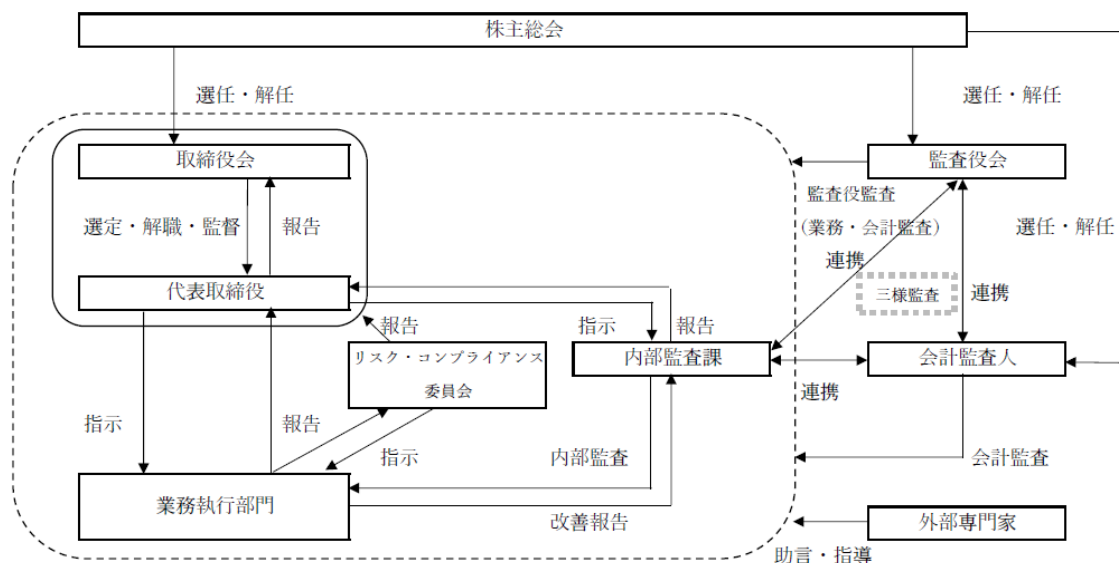 株主総会
選任・解任
選任・解任
取締役会
監査役会
監査役監査
(業務・会計監査)
選定・解職・監督
報告
選任・解任
連携
代表取締役
三様監査
連携
報告
指示
報告
リスク・コンプライアンス
委員会
内部監査課
会計監査人
連携
指示
報告
指示
内部監査
会計監査
業務執行部門
改善報告
外部専門家
助言・指導